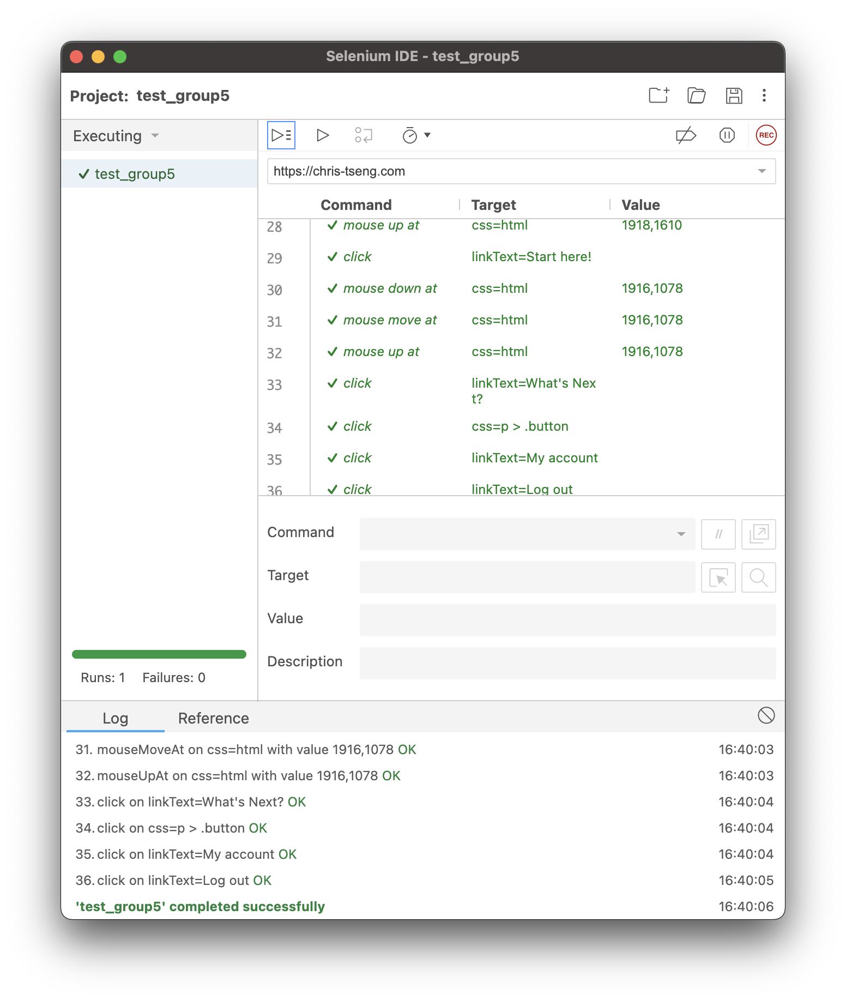 Selenium IDE - test_group5
Project: test_group5
Executing
REC
test_group5
https://chris-tseng.com
Command Target Value
28 mouse up at css=html 1918,1610
29 click linkText=Start here!
30 mouse down at css=html 1916,1078
31 mouse move at css=html 1916,1078
32 mouse up at css=html 1916,1078
33 click linkText=What's Nex
t?
34 click css=p > .button
35 click linkText=My account
36 click linkText=Log out
Command //
Target
Value
Description
Runs: 1 Failures: 0
Log Reference
31. mouseMoveAt on css=html with value 1916,1078 OK 16:40:03
32. mouseUpAt on css=html with value 1916,1078 OK 16:40:03
33. click on linkText=What's Next? OK 16:40:04
34. click on css=p > .button OK 16:40:04
35. click on linkText=My account OK 16:40:04
36. click on linkText=Log out OK 16:40:05
'test_group5' completed successfully 16:40:06